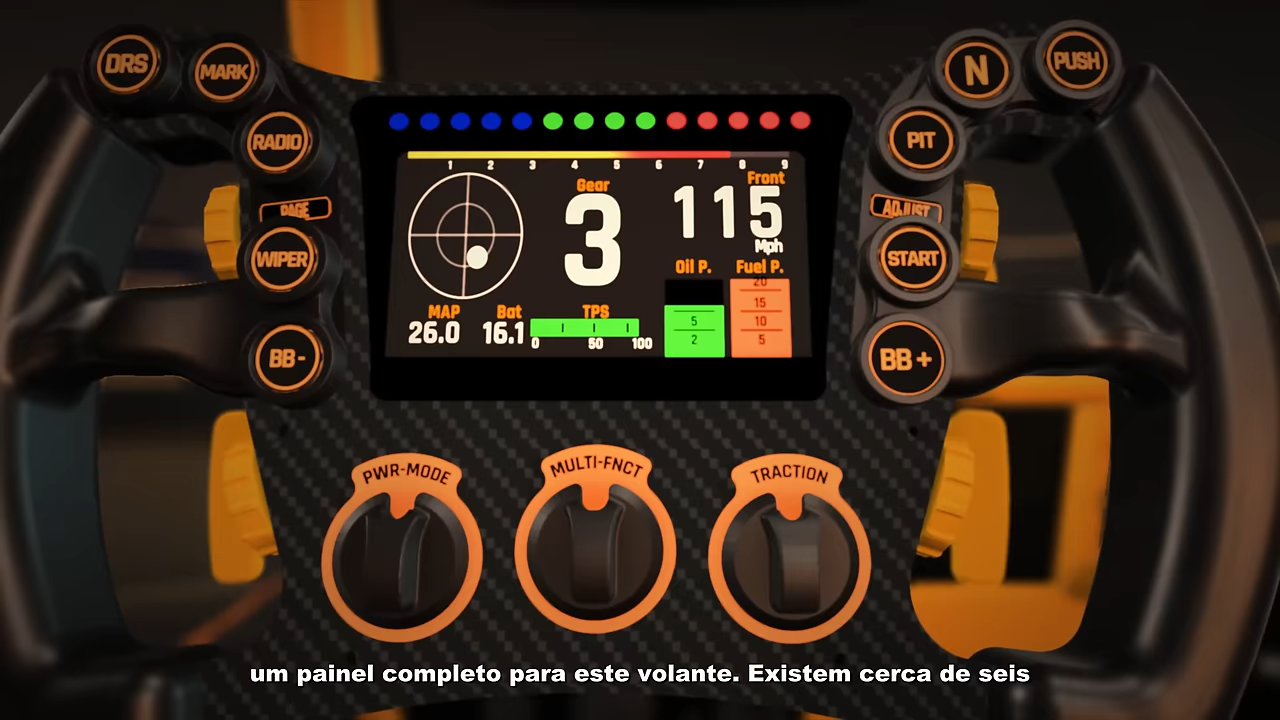 DRS
MARK
RADIO
PAGE
WIPER
BB-
N
PUSH
PIT
ADJUST
START
BB+
1 2 3 4 5 6 7 8 9
Gear
3
Front
115
Mph
Oil P.
5
2
Fuel P.
20
15
10
5
MAP
26.0
Bat
16.1
TPS
0 50 100
PWR-MODE
MULTI-FNCT
TRACTION
um painel completo para este volante. Existem cerca de seis